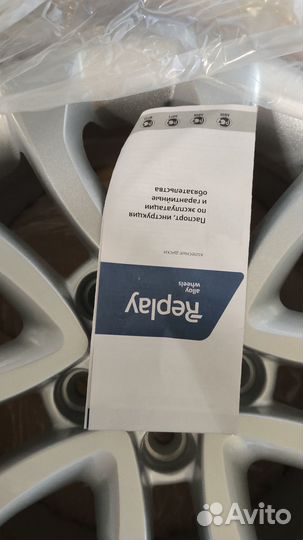 Replay
alloy
wheels
КОЛЕСНЫЕ ДИСКИ
Паспорт, инструкция
по эксплуатации
и гарантийные
обязательства
Avito